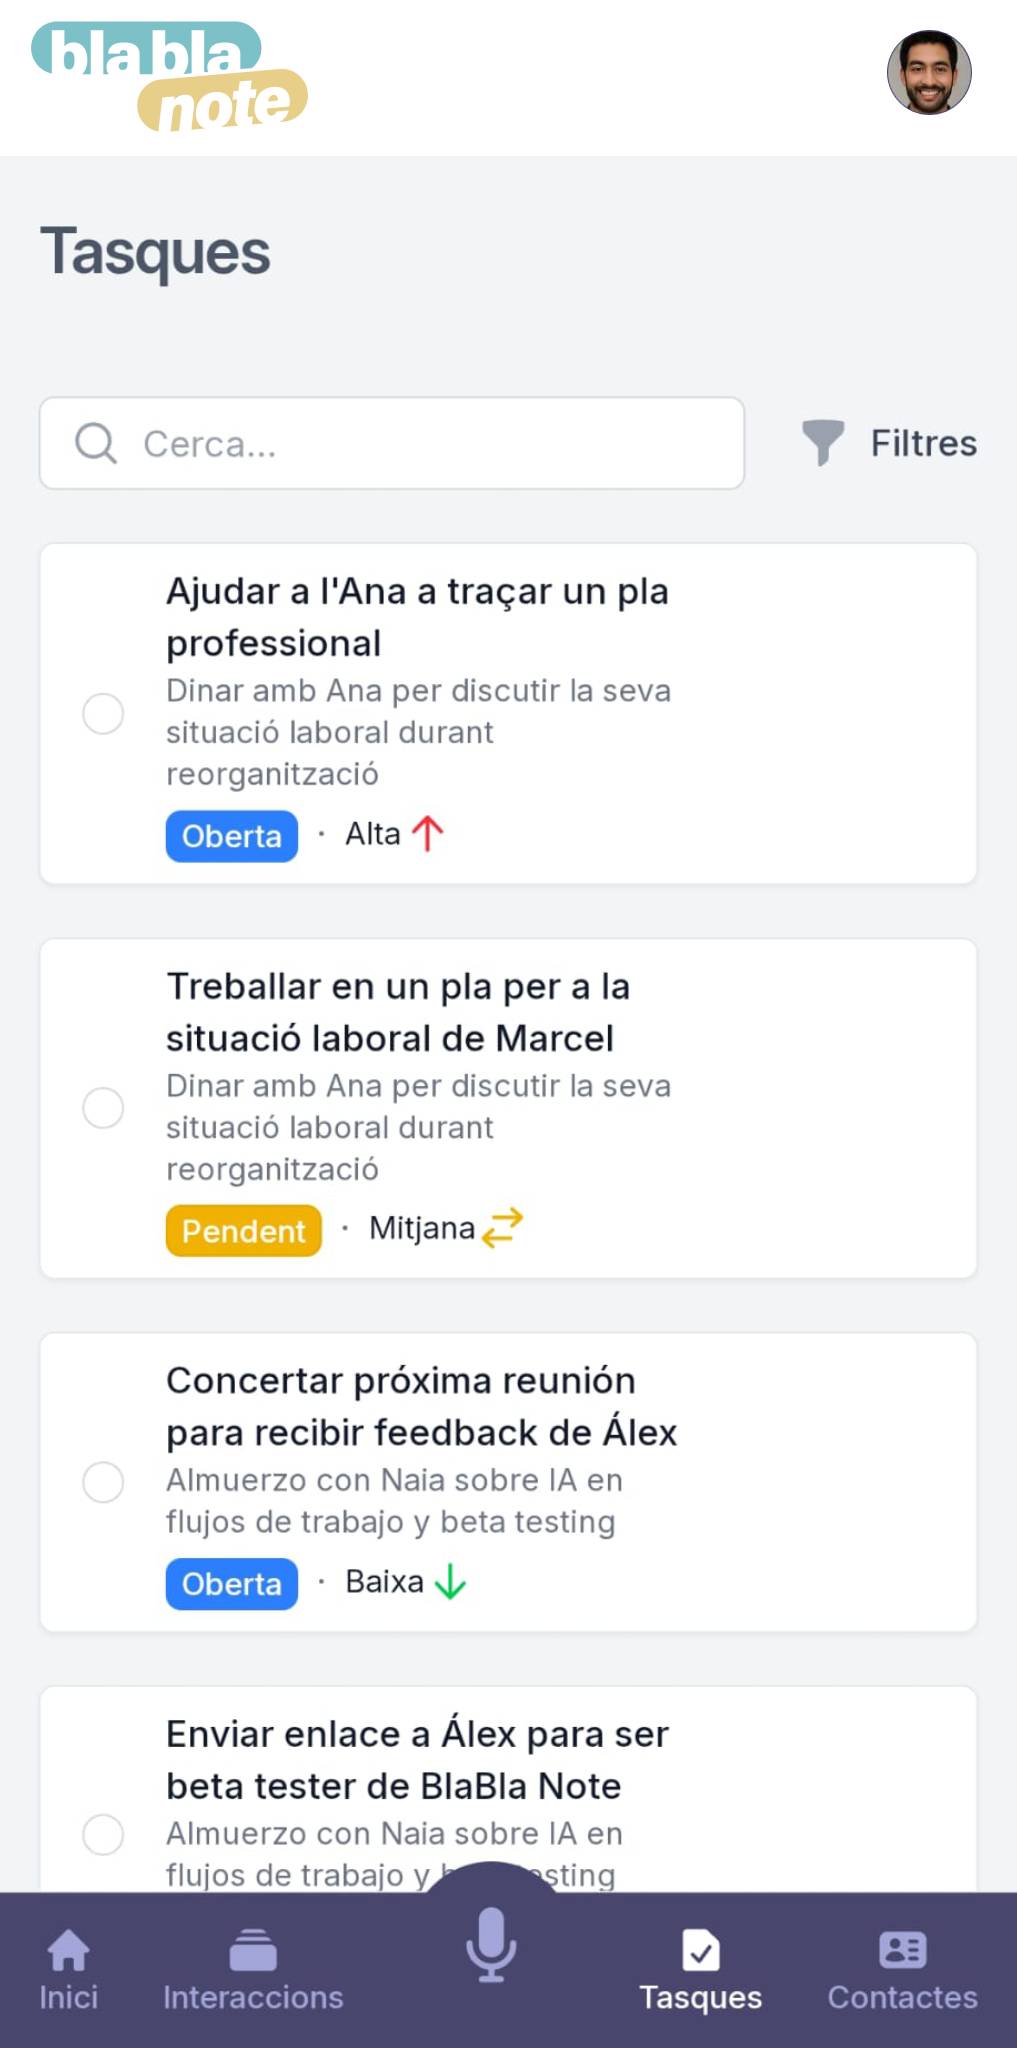 bla bla
note
Tasques
Cerca...
Filtres
Ajudar a l'Ana a traçar un pla
professional
Dinar amb Ana per discutir la seva
situació laboral durant
reorganització
Oberta · Alta
Treballar en un pla per a la
situació laboral de Marcel
Dinar amb Ana per discutir la seva
situació laboral durant
reorganització
Pendent · Mitjana
Concertar próxima reunión
para recibir feedback de Álex
Almuerzo con Naia sobre IA en
flujos de trabajo y beta testing
Oberta · Baixa
Enviar enlace a Álex para ser
beta tester de BlaBla Note
Almuerzo con Naia sobre IA en
flujos de trabajo y
Inici
Interaccions
Tasques
Contactes